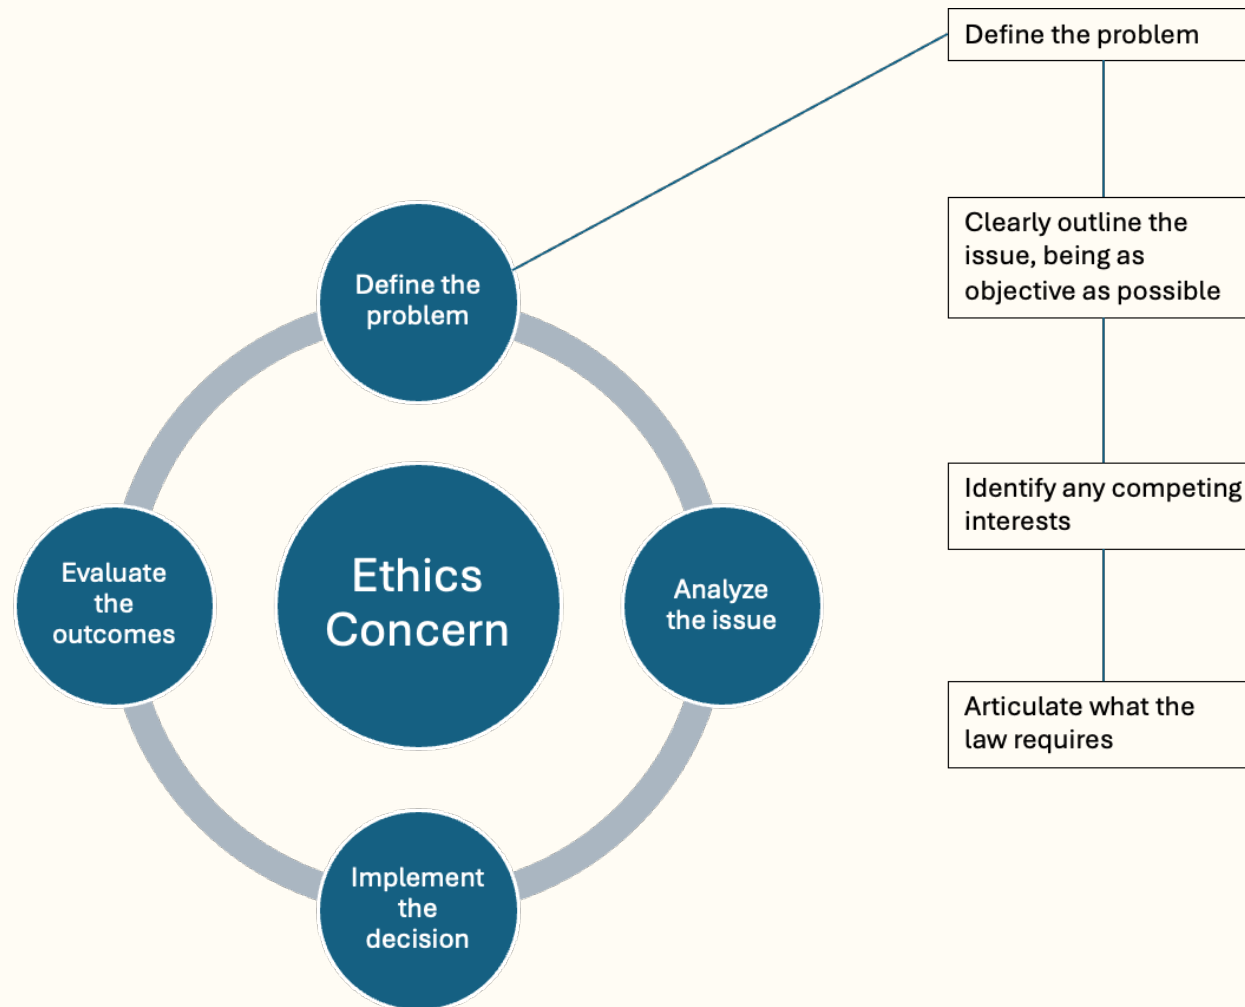 Define the problem
Clearly outline the
issue, being as
objective as possible
Identify any competing
interests
Articulate what the
law requires
Define the
problem
Analyze
the issue
Implement
the
decision
Evaluate
the
outcomes
Ethics
Concern